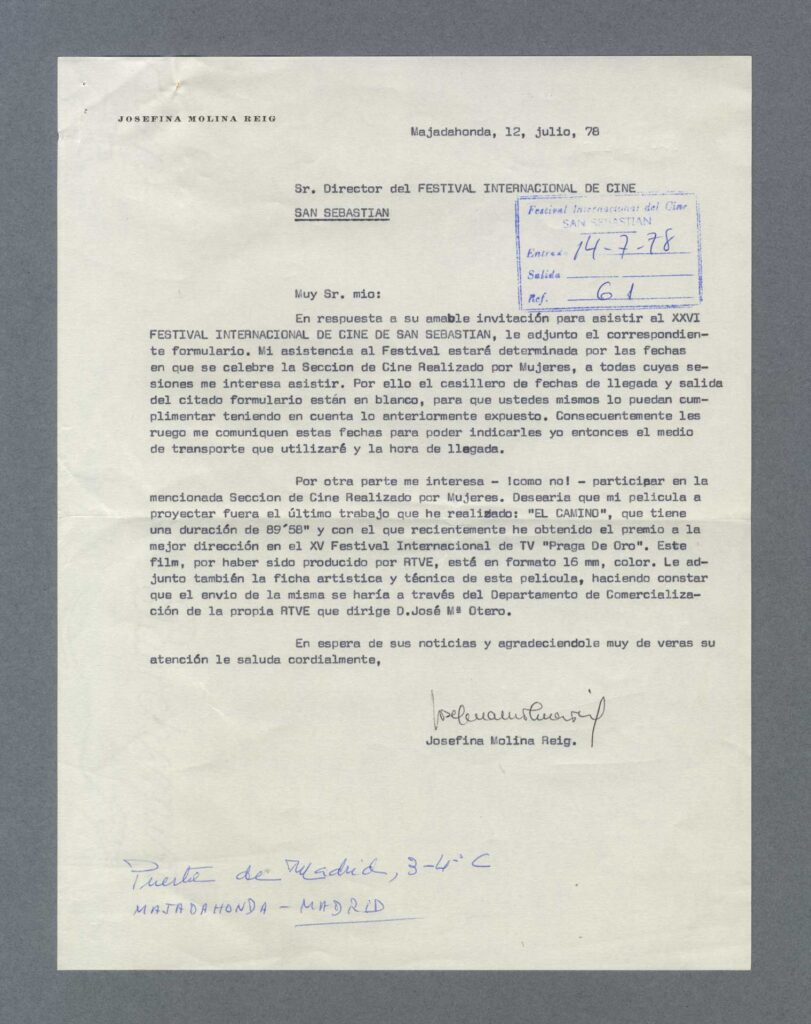 JOSEFINA MOLINA REIG
Majadahonda, 12, julio, 78
Sr. Director del FESTIVAL INTERNACIONAL DE CINE
SAN SEBASTIAN
Festival Internacional del Cine
SAN SEBASTIAN
Entrada 14-7-78
Salida
Ref. 61
Muy Sr. mio:
En respuesta a su amable invitación para asistir al XXVI
FESTIVAL INTERNACIONAL DE CINE DE SAN SEBASTIAN, le adjunto el correspondien-
te formulario. Mi asistencia al Festival estará determinada por las fechas
en que se celebre la Seccion de Cine Realizado por Mujeres, a todas cuyas se-
siones me interesa asistir. Por ello el casillero de fechas de llegada y salida
del citado formulario están en blanco, para que ustedes mismos lo puedan cum-
plimentar teniendo en cuenta lo anteriormente expuesto. Consecuentemente les
ruego me comuniquen estas fechas para poder indicarles yo entonces el medio
de transporte que utilizaré y la hora de llegada.
Por otra parte me interesa - !como no! - participar en la
mencionada Seccion de Cine Realizado por Mujeres. Desearia que mi pelicula a
proyectar fuera el último trabajo que he realizado: "EL CAMINO", que tiene
una duración de 89´58" y con el que recientemente he obtenido el premio a la
mejor dirección en el XV Festival Internacional de TV "Praga De Oro". Este
film, por haber sido producido por RTVE, está en formato 16 mm, color. Le ad-
junto también la ficha artistica y técnica de esta pelicula, haciendo constar
que el envio de la misma se haría a través del Departamento de Comercializa-
ción de la propia RTVE que dirige D.José Mª Otero.
En espera de sus noticias y agradeciendole muy de veras su
atención le saluda cordialmente,
Josefina Molina Reig.
Puerto de Madrid, 3-4º C
MAJADAHONDA - MADRID